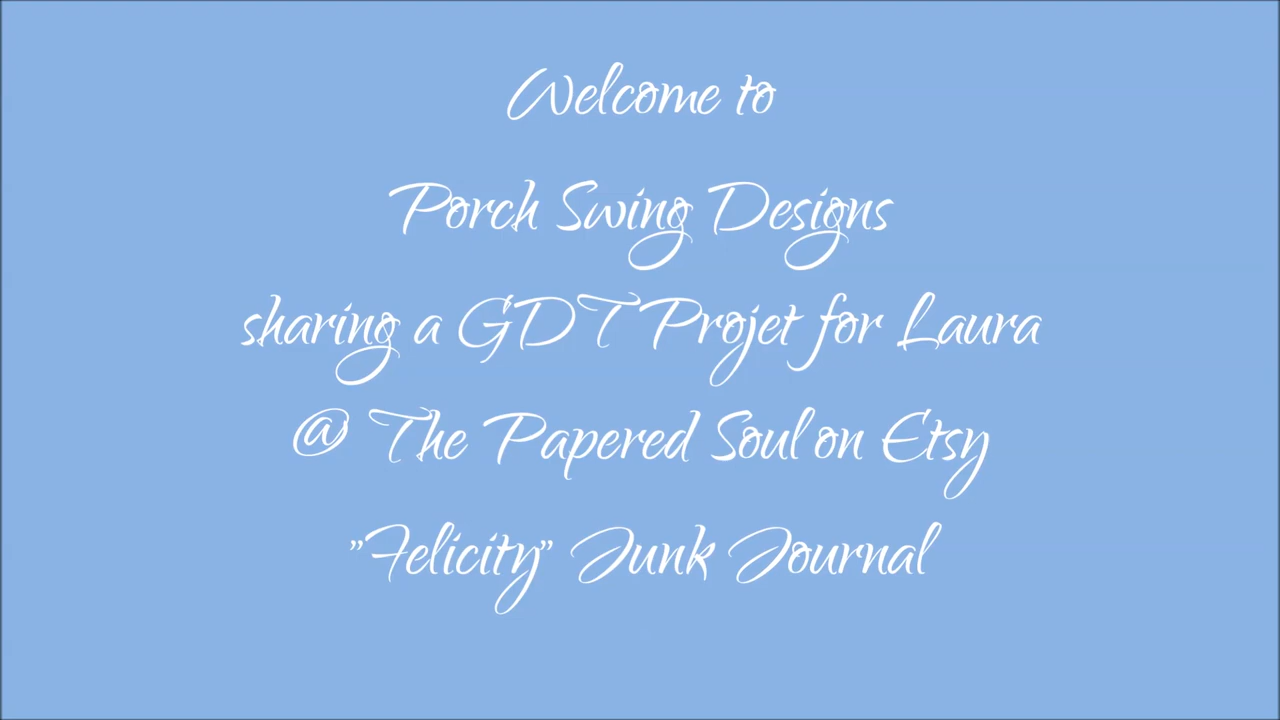 Welcome to
Porch Swing Designs
sharing a GDT Projet for Laura
@ The Papered Soul on Etsy
"Felicity" Junk Journal